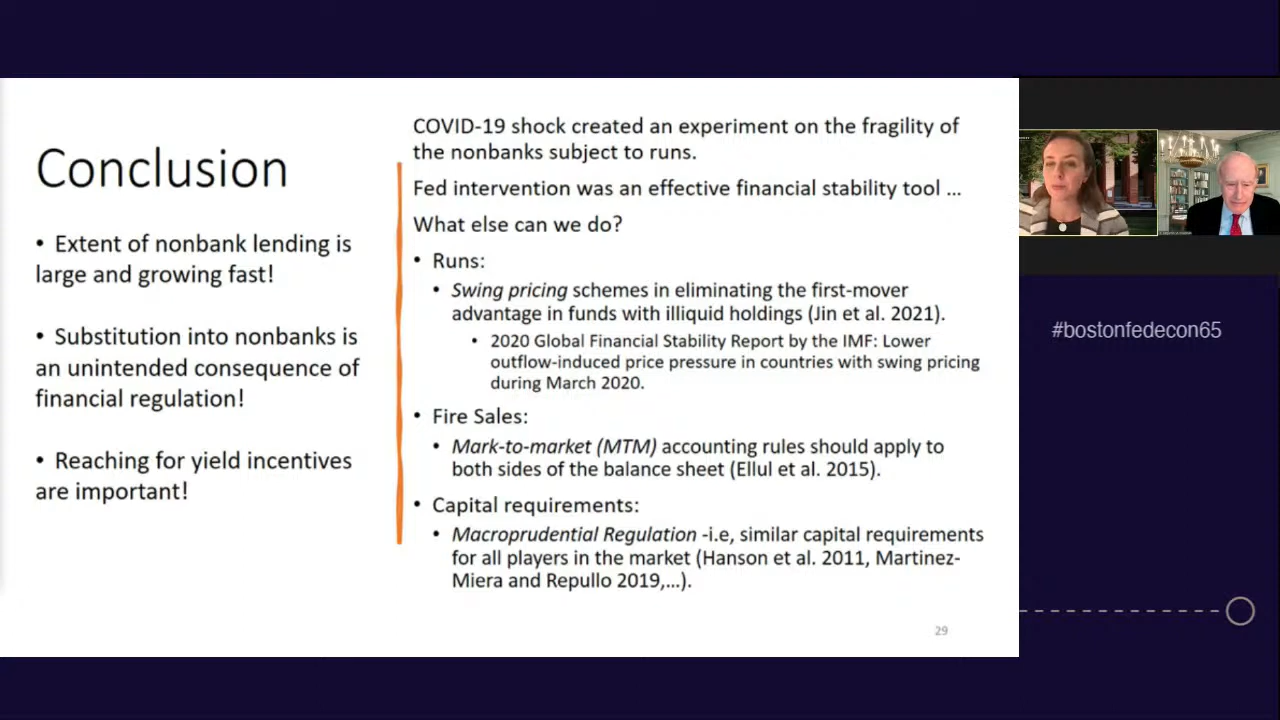 Conclusion
• Extent of nonbank lending is
large and growing fast!
• Substitution into nonbanks is
an unintended consequence of
financial regulation!
• Reaching for yield incentives
are important!
COVID-19 shock created an experiment on the fragility of
the nonbanks subject to runs.
Fed intervention was an effective financial stability tool ...
What else can we do?
• Runs:
• Swing pricing schemes in eliminating the first-mover
advantage in funds with illiquid holdings (Jin et al. 2021).
• 2020 Global Financial Stability Report by the IMF: Lower
outflow-induced price pressure in countries with swing pricing
during March 2020.
• Fire Sales:
• Mark-to-market (MTM) accounting rules should apply to
both sides of the balance sheet (Ellul et al. 2015).
• Capital requirements:
• Macroprudential Regulation -i.e, similar capital requirements
for all players in the market (Hanson et al. 2011, Martinez-
Miera and Repullo 2019,...).
29
#bostonfedecon65